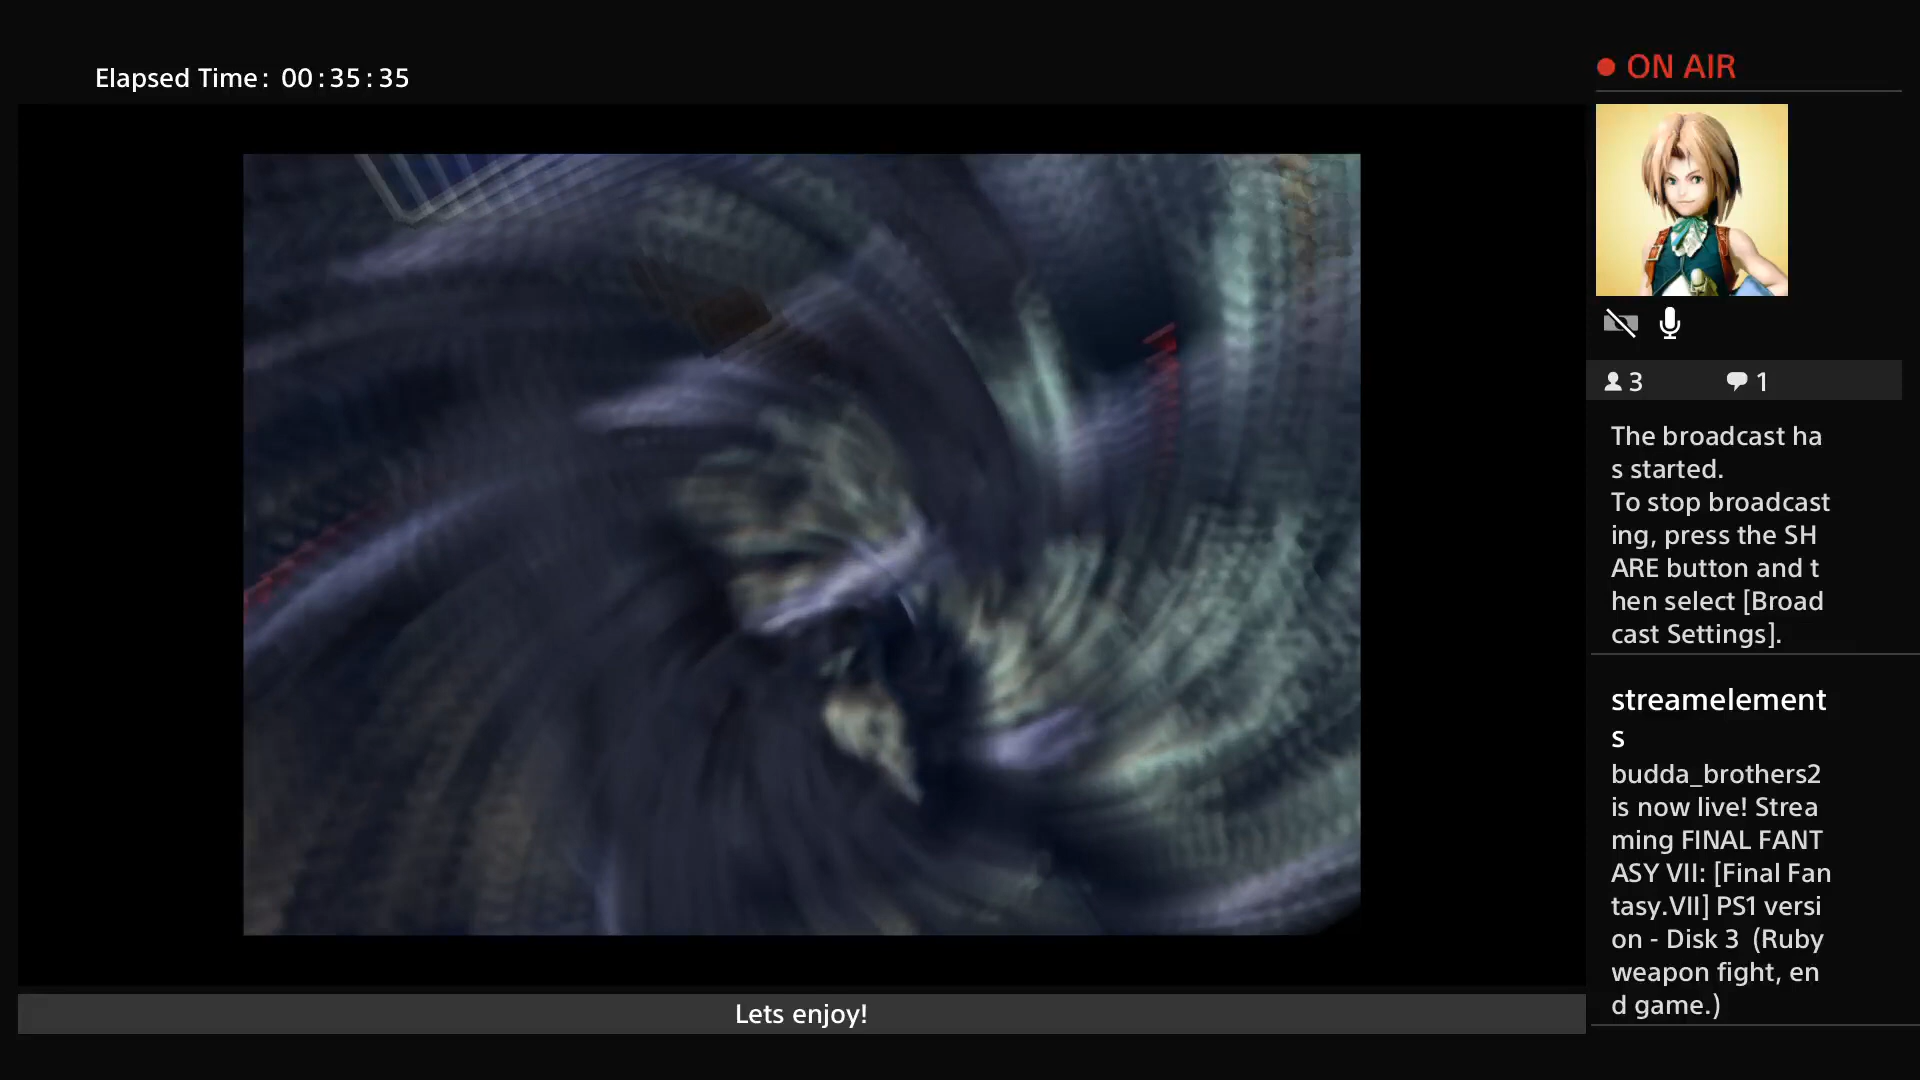 Elapsed Time: 00:35:35
ON AIR
3
1
The broadcast ha
s started.
To stop broadcast
ing, press the SH
ARE button and t
hen select [Broad
cast Settings].
streamelement
s
budda_brothers2
is now live! Strea
ming FINAL FANT
ASY VII: [Final Fan
tasy.VII] PS1 versi
on - Disk 3 (Ruby
weapon fight, en
d game.)
Lets enjoy!